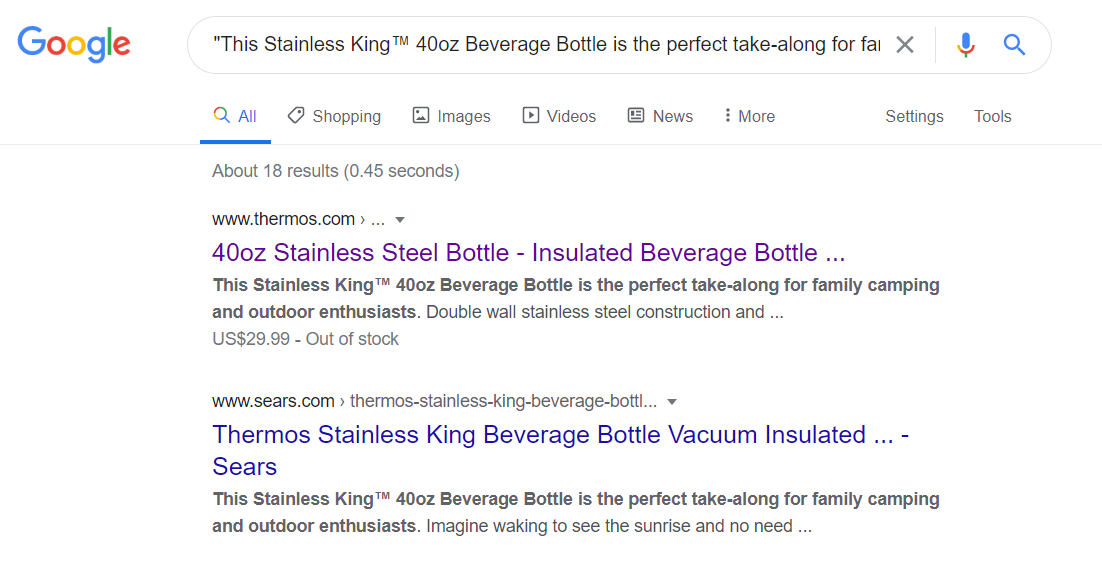 Google
"This Stainless King™ 40oz Beverage Bottle is the perfect take-along for
All
Shopping
Images
Videos
News
More
Settings
Tools
About 18 results (0.45 seconds)
www.thermos.com › ...
40oz Stainless Steel Bottle - Insulated Beverage Bottle ...
This Stainless King™ 40oz Beverage Bottle is the perfect take-along for family camping
and outdoor enthusiasts. Double wall stainless steel construction and ...
US$29.99 - Out of stock
www.sears.com › thermos-stainless-king-beverage-bottl...
Thermos Stainless King Beverage Bottle Vacuum Insulated ... -
Sears
This Stainless King™ 40oz Beverage Bottle is the perfect take-along for family camping
and outdoor enthusiasts. Imagine waking to see the sunrise and no need ...